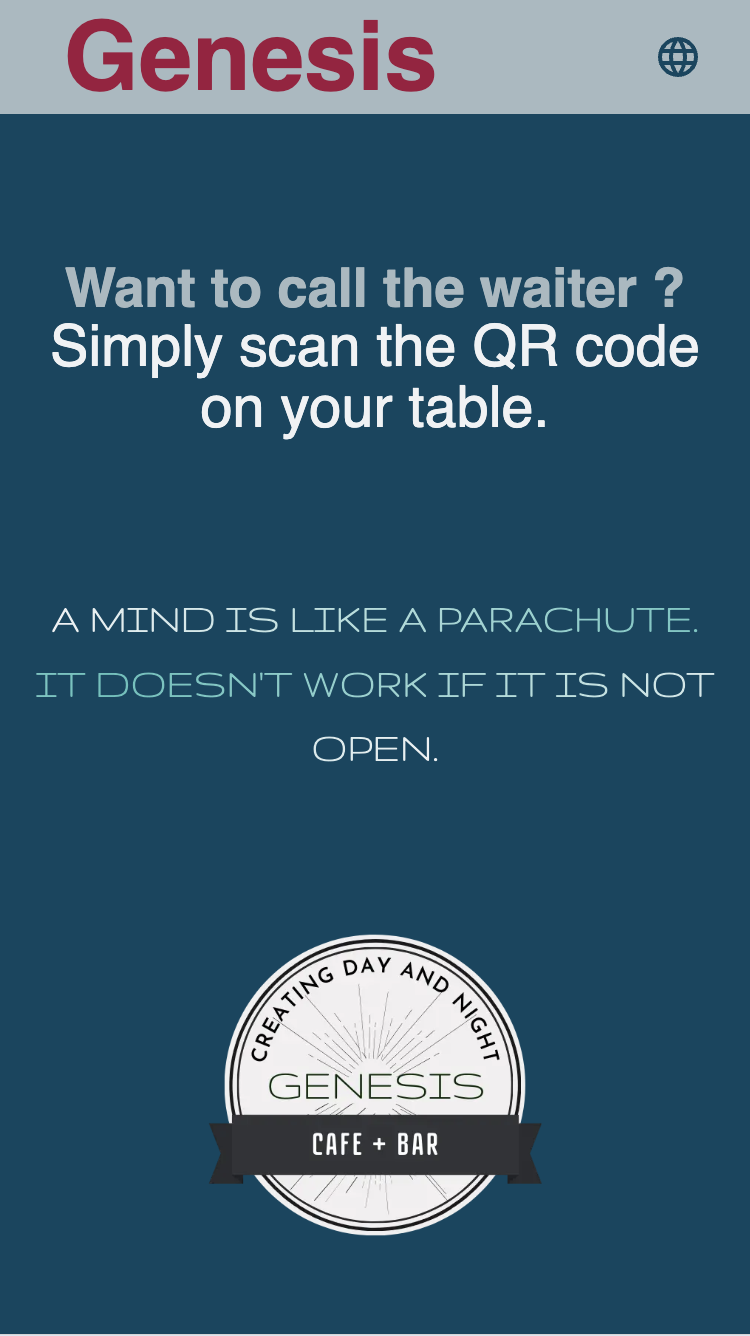 Genesis
Want to call the waiter ?
Simply scan the QR code
on your table.
A MIND IS LIKE A PARACHUTE.
IT DOESN'T WORK IF IT IS NOT
OPEN.
CREATING DAY AND NIGHT
GENESIS
CAFE + BAR